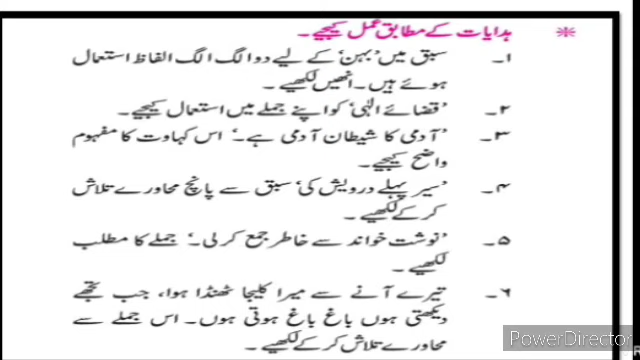 * ہدایات کے مطابق عمل کیجیے۔
۱۔ سبق میں 'بہن' کے لیے دو الگ الگ الفاظ استعمال
ہوئے ہیں۔ انھیں لکھیے۔
۲۔ 'قضائے الٰہی' کو اپنے جملے میں استعمال کیجیے۔
۳۔ 'آدمی کا شیطان آدمی ہے۔' اس کہاوت کا مفہوم
واضح کیجیے۔
۴۔ 'سیر پہلے درویش کی' سبق سے پانچ محاورے تلاش
کر کے لکھیے۔
۵۔ 'نوشت خواند سے خاطر جمع کر لی۔' جملے کا مطلب
لکھیے۔
۶۔ تیرے آنے سے میرا کلیجا ٹھنڈا ہوا، جب تجھے
دیکھتی ہوں باغ باغ ہوتی ہوں۔ اس جملے سے
محاورے تلاش کر کے لکھیے۔
PowerDirector